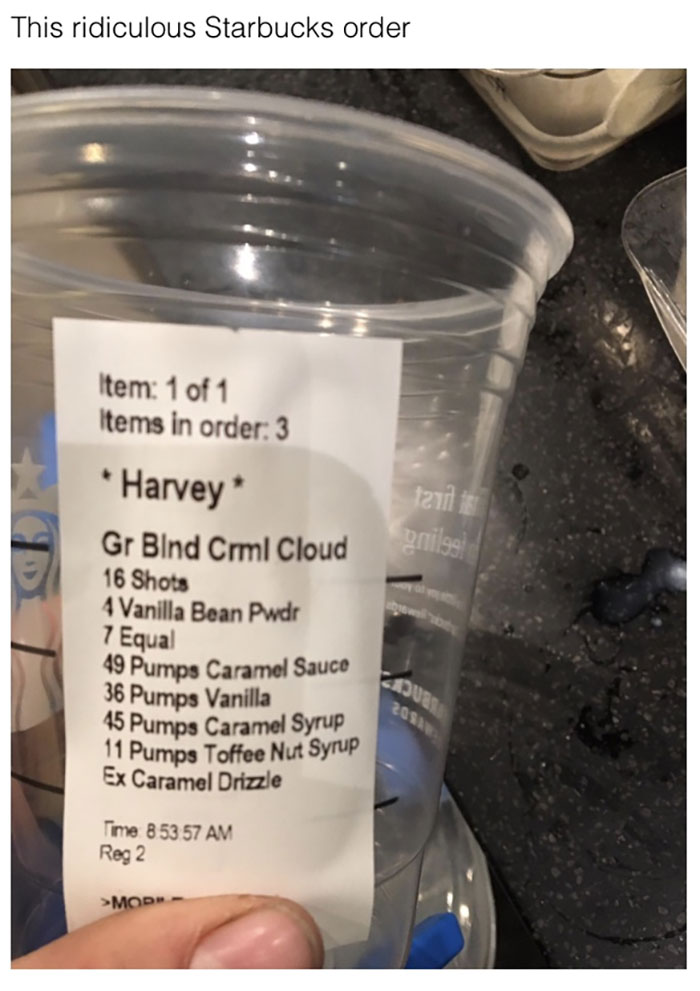 This ridiculous Starbucks order
Item: 1 of 1
Items in order: 3
* Harvey *
Gr Blnd Crml Cloud
16 Shots
4 Vanilla Bean Pwdr
7 Equal
49 Pumps Caramel Sauce
36 Pumps Vanilla
45 Pumps Caramel Syrup
11 Pumps Toffee Nut Syrup
Ex Caramel Drizzle
Time: 8:53:57 AM
Reg 2
first
feeling